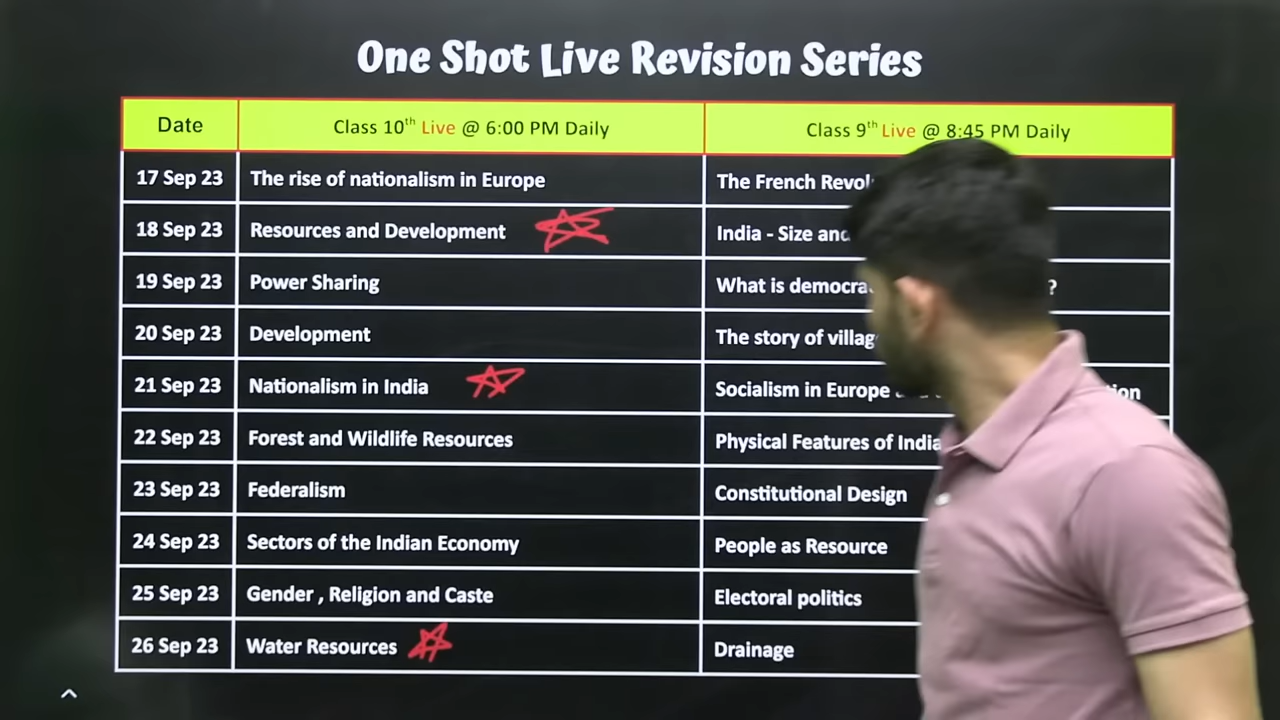 One Shot Live Revision Series
Date Class 10th Live @ 6:00 PM Daily Class 9th Live @ 8:45 PM Daily
17 Sep 23 The rise of nationalism in Europe The French
18 Sep 23 Resources and Development India - Size and
19 Sep 23 Power Sharing What is ?
20 Sep 23 Development The story of
21 Sep 23 Nationalism in India Socialism in Europe
22 Sep 23 Forest and Wildlife Resources Physical Features of India
23 Sep 23 Federalism Constitutional Design
24 Sep 23 Sectors of the Indian Economy People as Resource
25 Sep 23 Gender , Religion and Caste Electoral politics
26 Sep 23 Water Resources Drainage